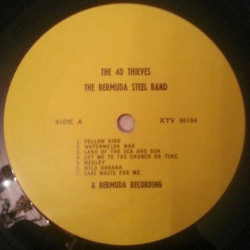 THE 40 THIEVES
THE BERMUDA STEEL BAND
SIDE A
XTV 96184
1. YELLOW BIRD
2. WATERMELON MAN
3. LAND OF THE SEA AND SUN
4. GET ME TO THE CHURCH ON TIME
5. MEDLEY
6. WILD BANANA
7. JANE WAITS FOR ME
A BERMUDA RECORDING